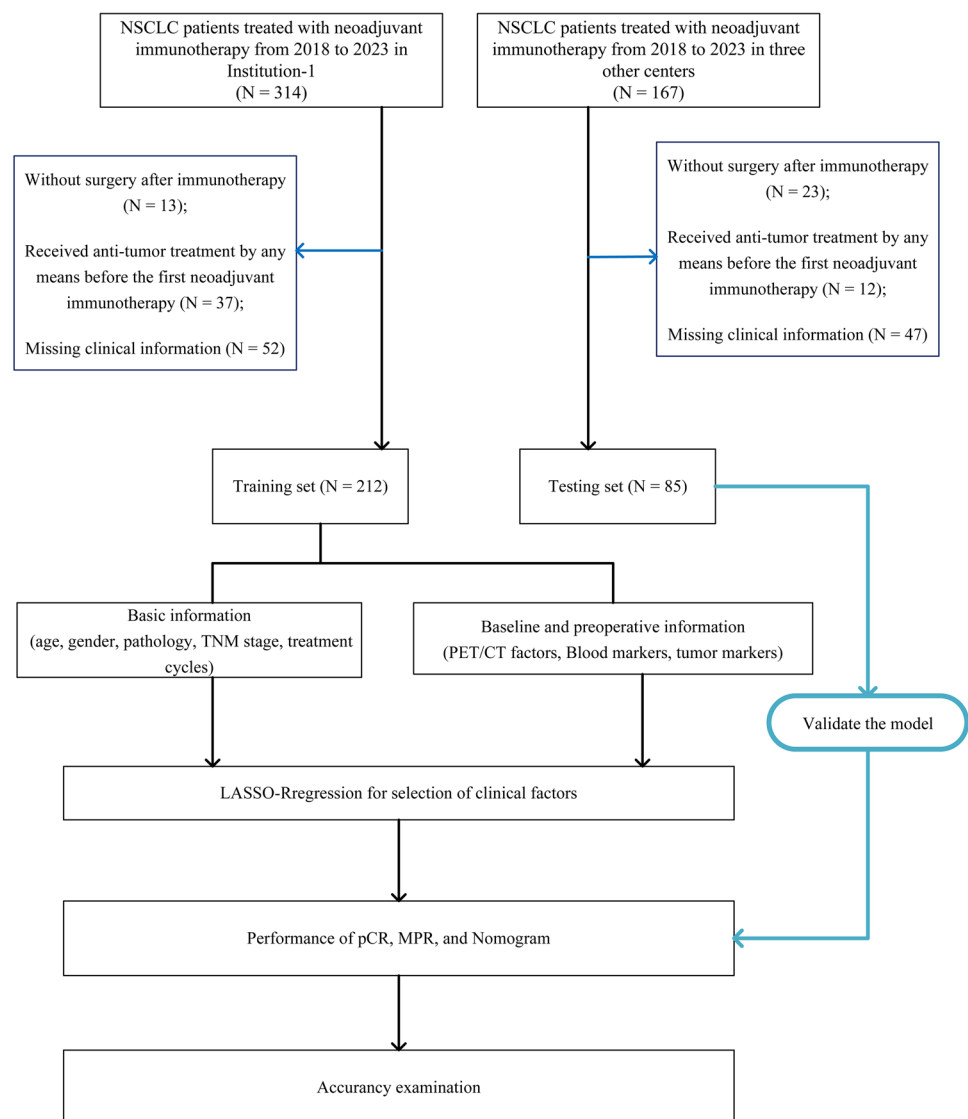 NSCLC patients treated with neoadjuvant
immunotherapy from 2018 to 2023 in
Institution-1
(N = 314)
NSCLC patients treated with neoadjuvant
immunotherapy from 2018 to 2023 in three
other centers
(N = 167)
Without surgery after immunotherapy
(N = 13);
Received anti-tumor treatment by any
means before the first neoadjuvant
immunotherapy (N = 37);
Missing clinical information (N = 52)
Without surgery after immunotherapy
(N = 23);
Received anti-tumor treatment by any
means before the first neoadjuvant
immunotherapy (N = 12);
Missing clinical information (N = 47)
Training set (N = 212)
Testing set (N = 85)
Basic information
(age, gender, pathology, TNM stage, treatment
cycles)
Baseline and preoperative information
(PET/CT factors, Blood markers, tumor markers)
Validate the model
LASSO-Rregression for selection of clinical factors
Performance of pCR, MPR, and Nomogram
Accurancy examination